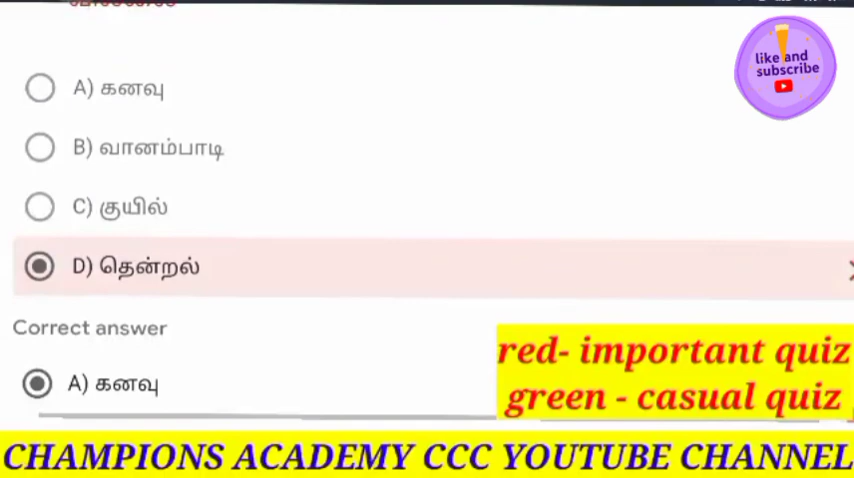 A) கனவு
B) வானம்பாடி
C) குயில்
D) தென்றல்
Correct answer
A) கனவு
like and
subscribe
red- important quiz
green - casual quiz
CHAMPIONS ACADEMY CCC YOUTUBE CHANNEL